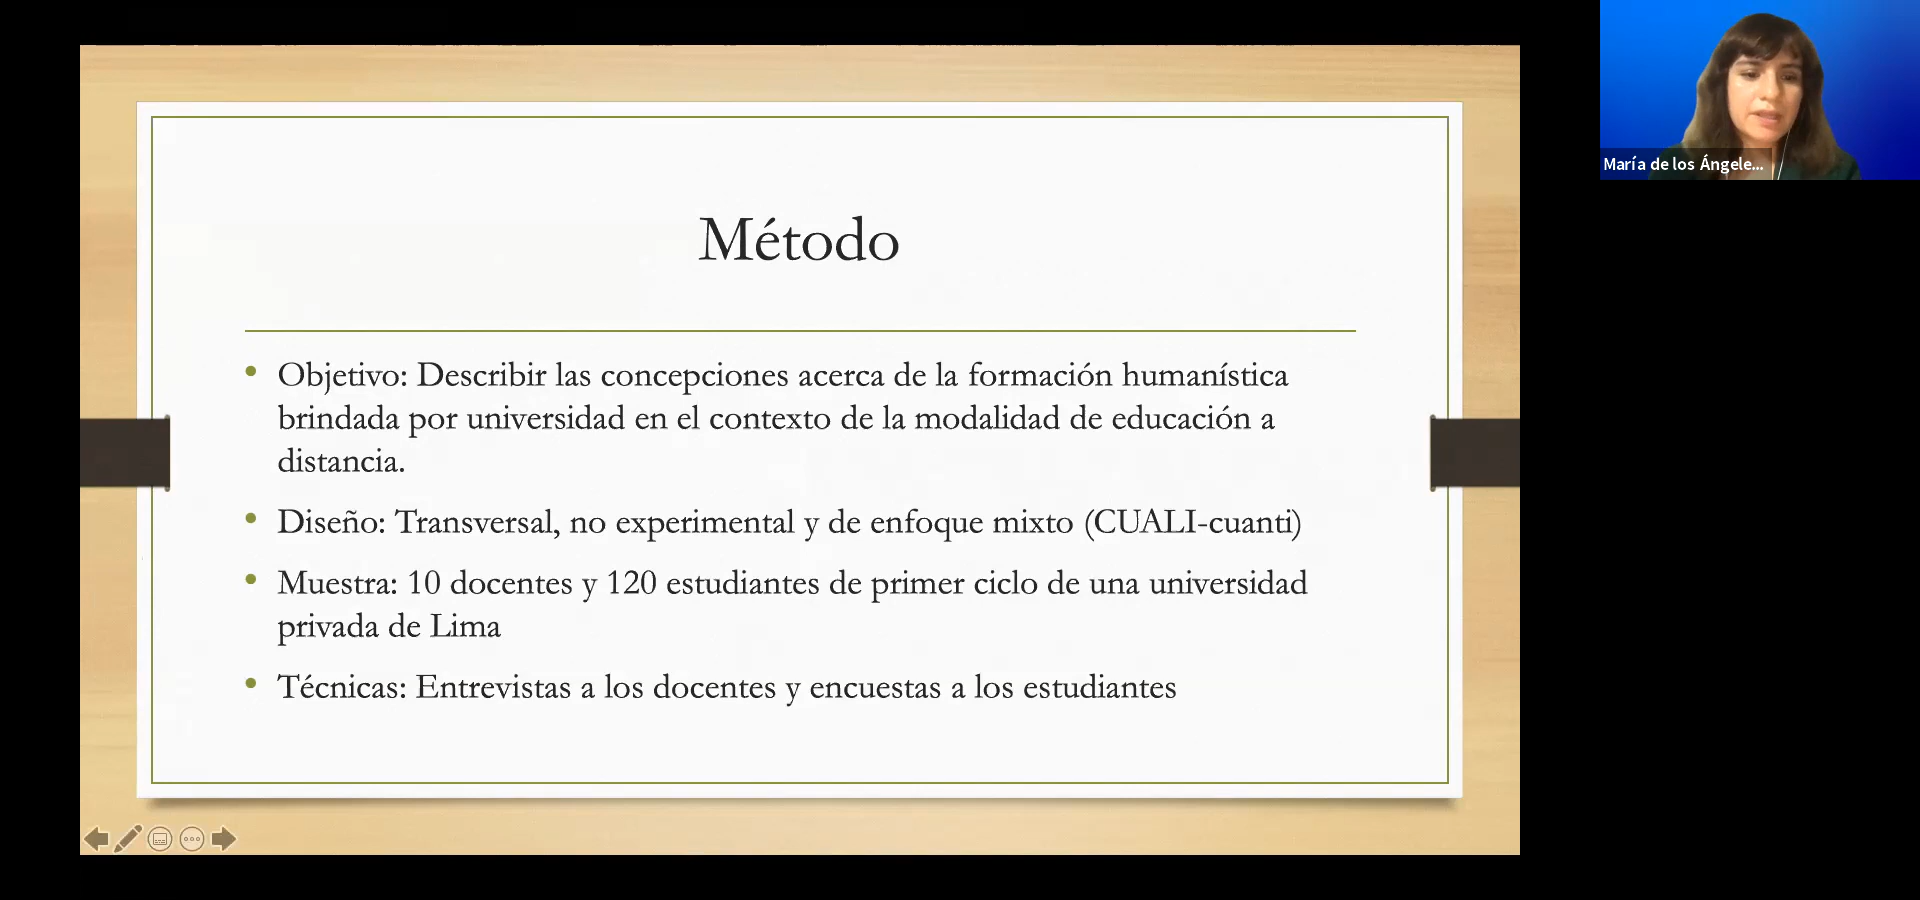 Método
• Objetivo: Describir las concepciones acerca de la formación humanística
brindada por universidad en el contexto de la modalidad de educación a
distancia.
• Diseño: Transversal, no experimental y de enfoque mixto (CUALI-cuanti)
• Muestra: 10 docentes y 120 estudiantes de primer ciclo de una universidad
privada de Lima
• Técnicas: Entrevistas a los docentes y encuestas a los estudiantes
María de los Ángele...